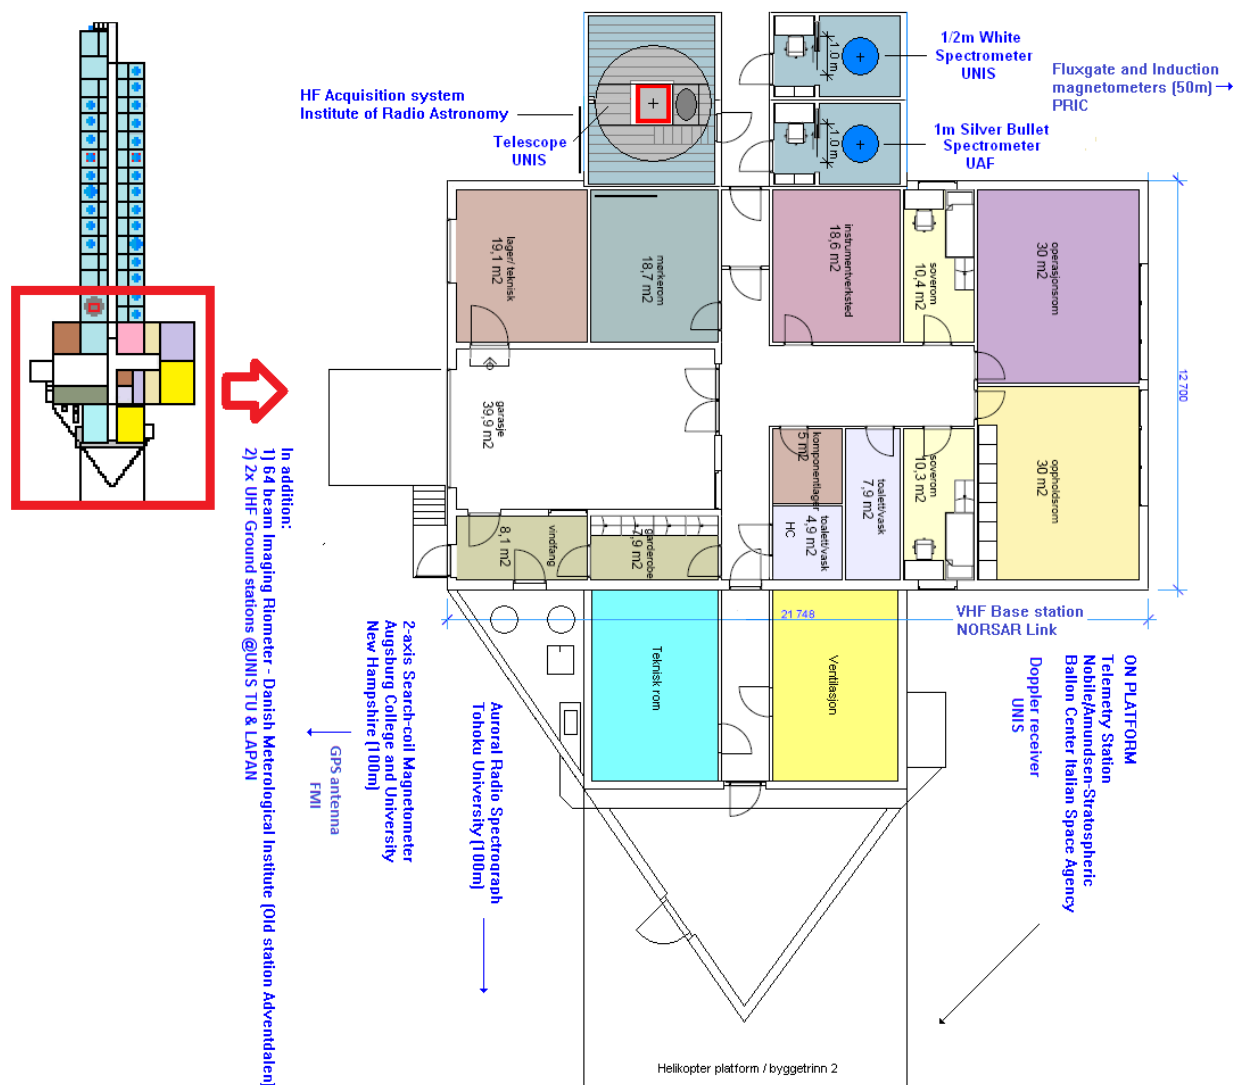 HF Acquisition system
Institute of Radio Astronomy
Telescope
UNIS
1/2m White
Spectrometer
UNIS
1m Silver Bullet
Spectrometer
UAF
Fluxgate and Induction
magnetometers (50m)
PRIC
1.0 m
1.0 m
lager/ teknisk
19,1 m2
mørkerom
18,7 m2
instrumentverksted
18,6 m2
soverom
10,4 m2
operasjonsrom
30 m2
garasje
39,9 m2
komponentlager
5 m2
toalett/vask
7,9 m2
toalett/vask
4,9 m2
HC
soverom
10,3 m2
oppholdsrom
30 m2
vindfang
8,1 m2
garderobe
7,9 m2
12 700
21 748
Teknisk rom
Ventilasjon
VHF Base station
NORSAR Link
ON PLATFORM
Telemetry Station
Nobile/Amundsen-Stratospheric
Ballon Center Italian Space Agency
Doppler receiver
UNIS
Auroral Radio Spectrograph
Tohoku University (100m)
2-axis Search-coil Magnetometer
Augsburg College and University
New Hampshire (100m)
GPS antenna
FMI
In addition:
1) 64 beam Imaging Riometer - Danish Meterological Institute (Old station Adventdalen)
2) 2x UHF Ground stations @UNIS TU & LAPAN
Helikopter platform / byggetrinn 2